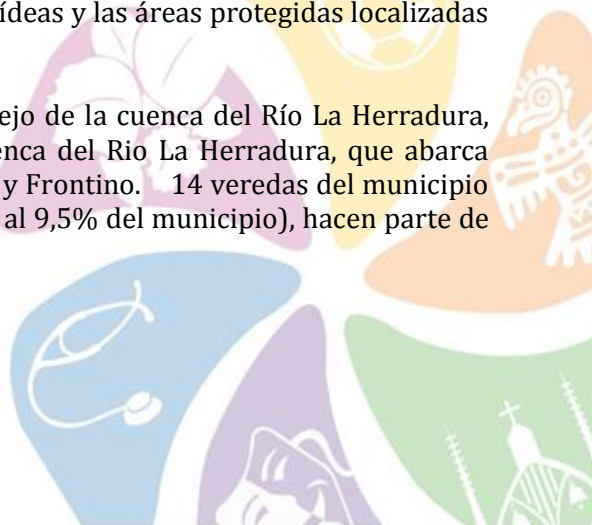 ídeas y las áreas protegidas localizadas
ejo de la cuenca del Río La Herradura,
enca del Rio La Herradura, que abarca
y Frontino. 14 veredas del municipio
al 9,5% del municipio), hacen parte de